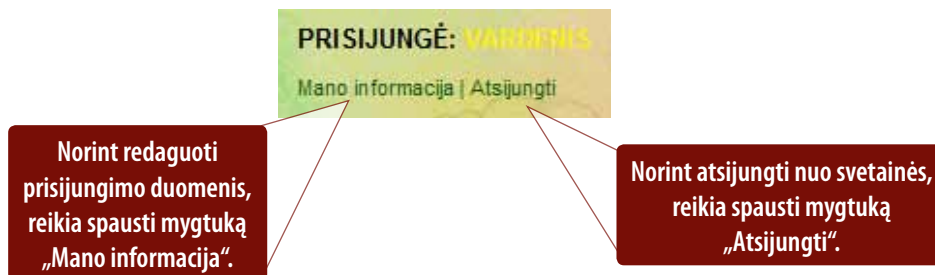 PRISIJUNGĖ: VARDENIS
Mano informacija | Atsijungti
Norint redaguoti
prisijungimo duomenis,
reikia spausti mygtuką
„Mano informacija“.
Norint atsijungti nuo svetainės,
reikia spausti mygtuką
„Atsijungti“.